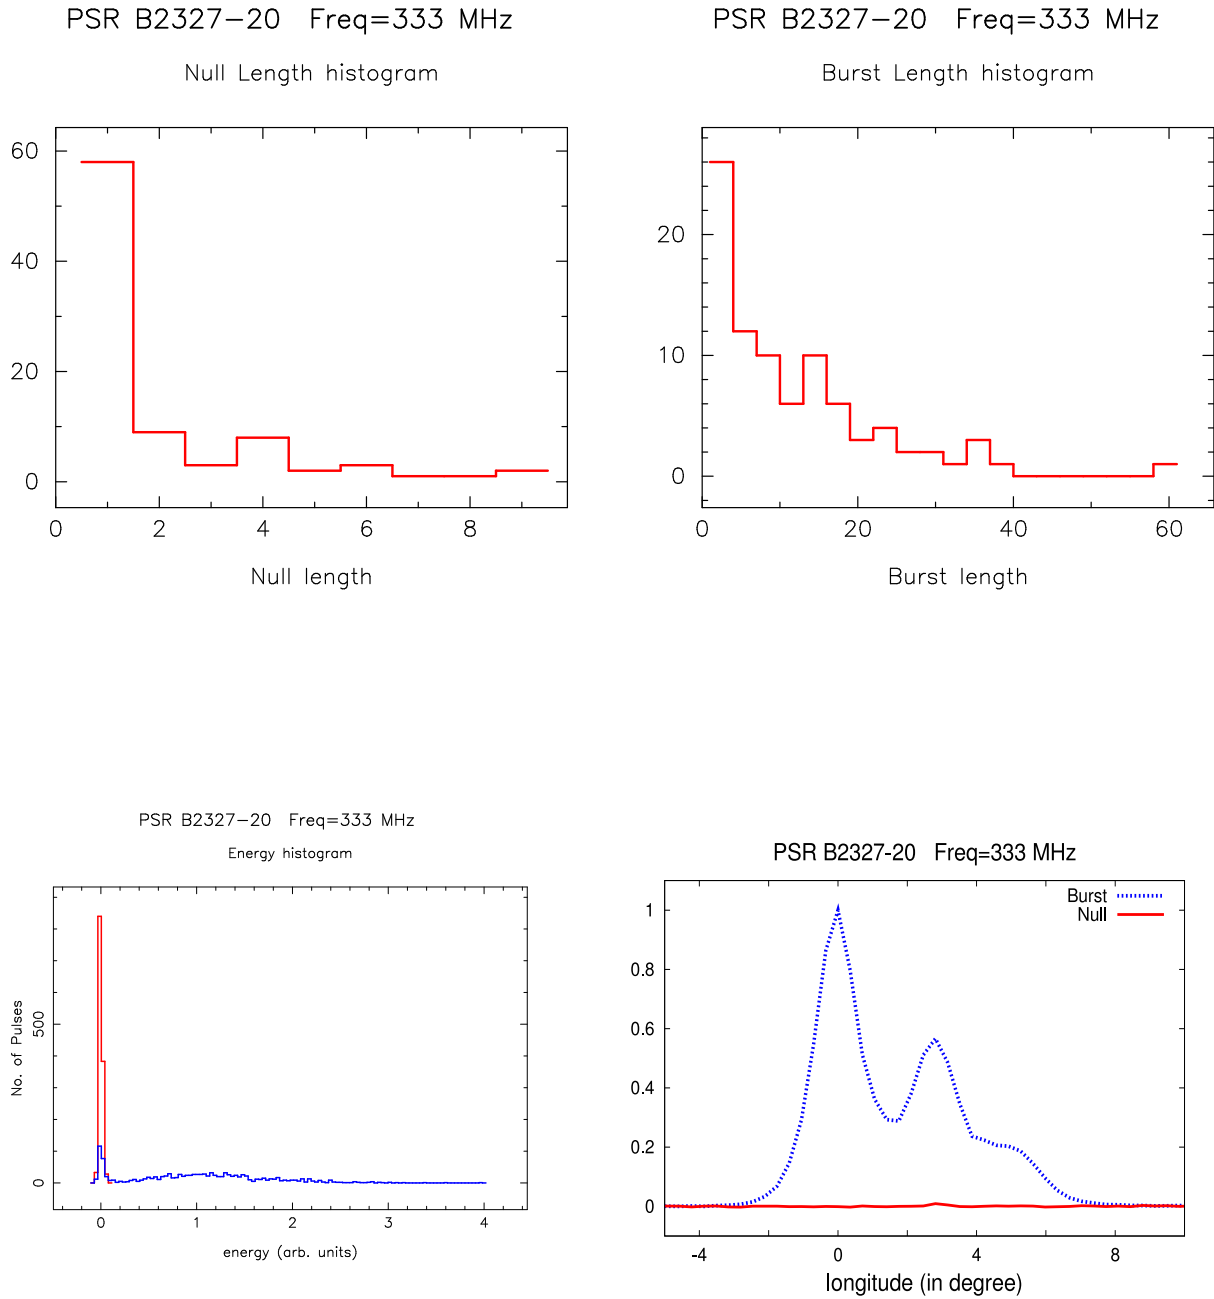 PSR B2327−20 Freq=333 MHz
Null Length histogram
60
40
20
0
0 2 4 6 8
Null length
PSR B2327−20 Freq=333 MHz
Burst Length histogram
20
10
0
0 20 40 60
Burst length
PSR B2327−20 Freq=333 MHz
Energy histogram
No. of Pulses
500
0
0 1 2 3 4
energy (arb. units)
PSR B2327-20 Freq=333 MHz
Burst
Null
1
0.8
0.6
0.4
0.2
0
-4 0 4 8
longitude (in degree)